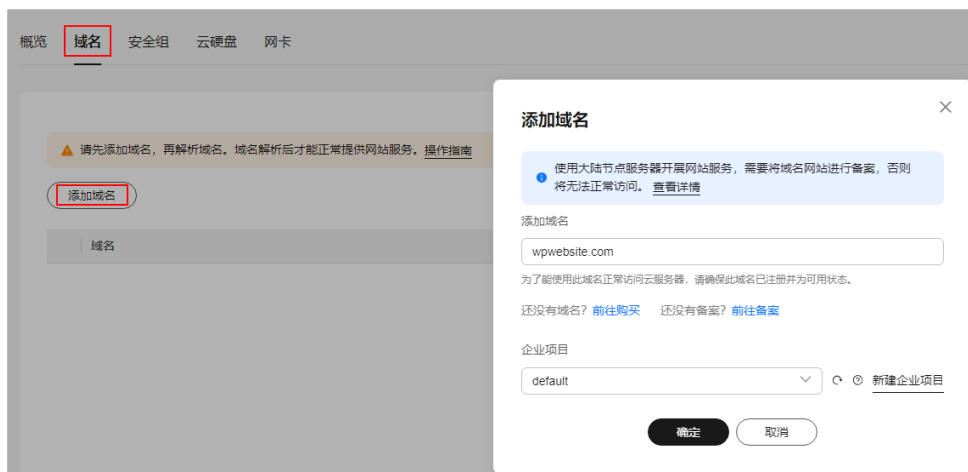 概览 域名 安全组 云硬盘 网卡
请先添加域名，再解析域名。域名解析后才能正常提供网站服务。操作指南
添加域名
域名
添加域名
使用大陆节点服务器开展网站服务，需要将域名网站进行备案，否则
将无法正常访问。 查看详情
添加域名
wpwebsite.com
为了能使用此域名正常访问云服务器，请确保此域名已注册并为可用状态。
还没有域名？前往购买 还没有备案？前往备案
企业项目
default 新建企业项目
确定 取消